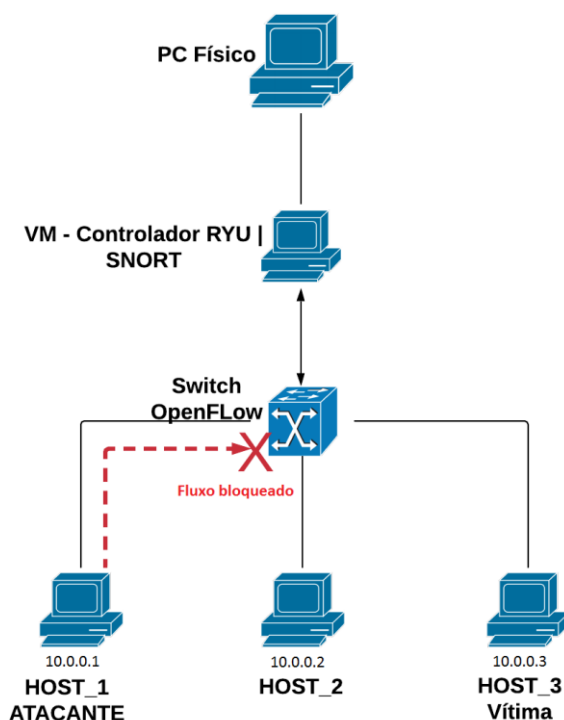 PC Físico
VM - Controlador RYU |
SNORT
Switch
OpenFLow
Fluxo bloqueado
10.0.0.1
HOST_1
ATACANTE
10.0.0.2
HOST_2
10.0.0.3
HOST_3
Vítima